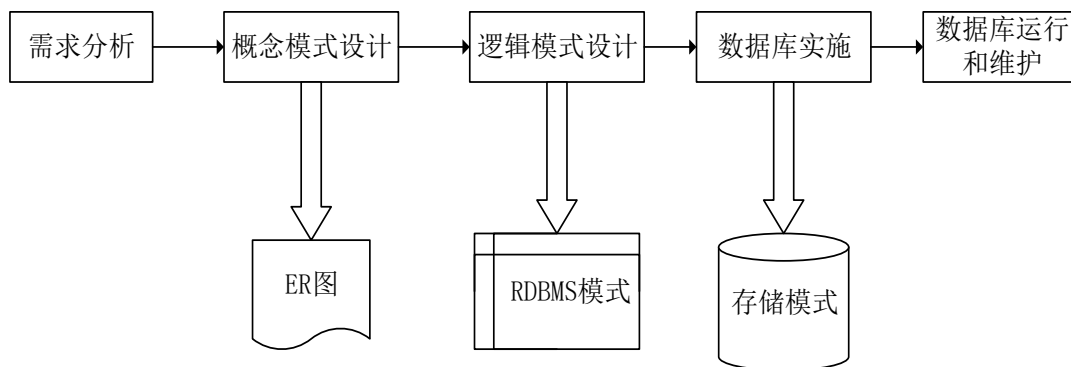 需求分析
概念模式设计
逻辑模式设计
数据库实施
数据库运行
和维护
ER图
RDBMS模式
存储模式